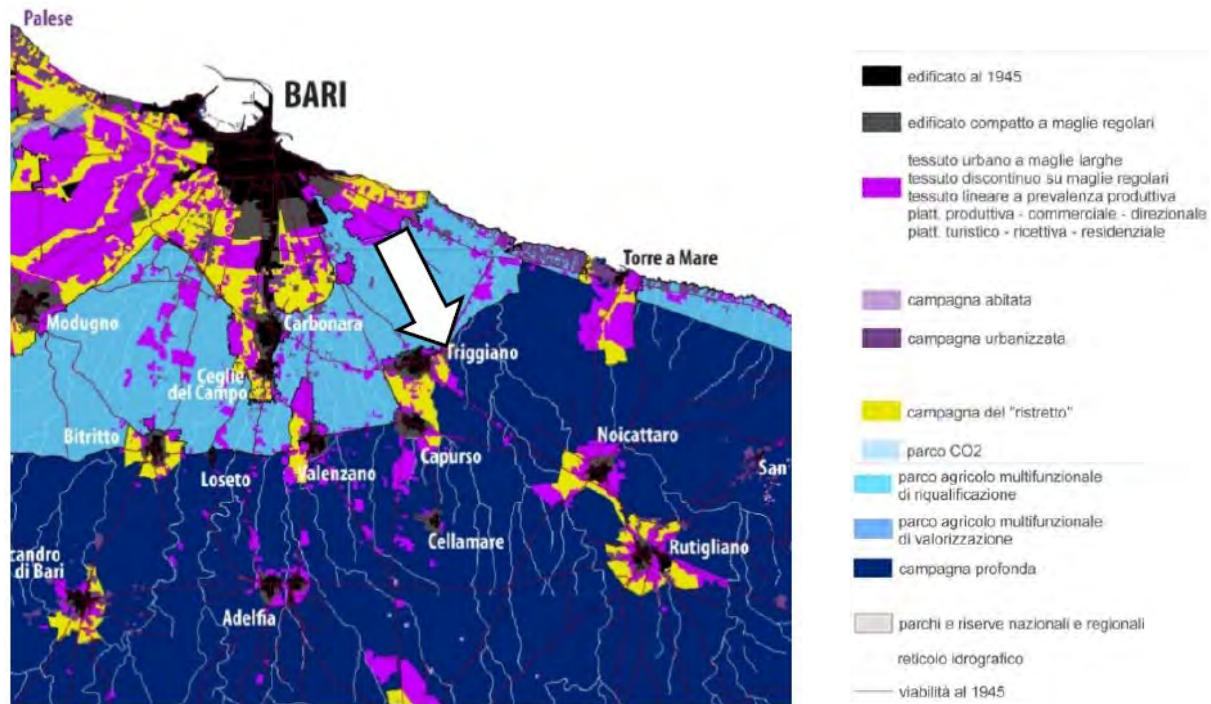 Palese
BARI
Torre a Mare
Modugno
Carbonara
Triggiano
Ceglie
del Campo
Bitritto
Noicattaro
Capurso
San
Loseto
Valenzano
Cellamare
Rutigliano
candro
di Bari
Adelfia
edificato al 1945
edificato compatto a maglie regolari
tessuto urbano a maglie larghe
tessuto discontinuo su maglie regolari
tessuto lineare a prevalenza produttiva
piatt. produttiva - commerciale - direzionale
piatt. turistico - ricettiva - residenziale
campagna abitata
campagna urbanizzata
campagna del "ristretto"
parco CO2
parco agricolo multifunzionale
di riqualificazione
parco agricolo multifunzionale
di valorizzazione
campagna profonda
parchi e riserve nazionali e regionali
reticolo idrografico
viabilità al 1945